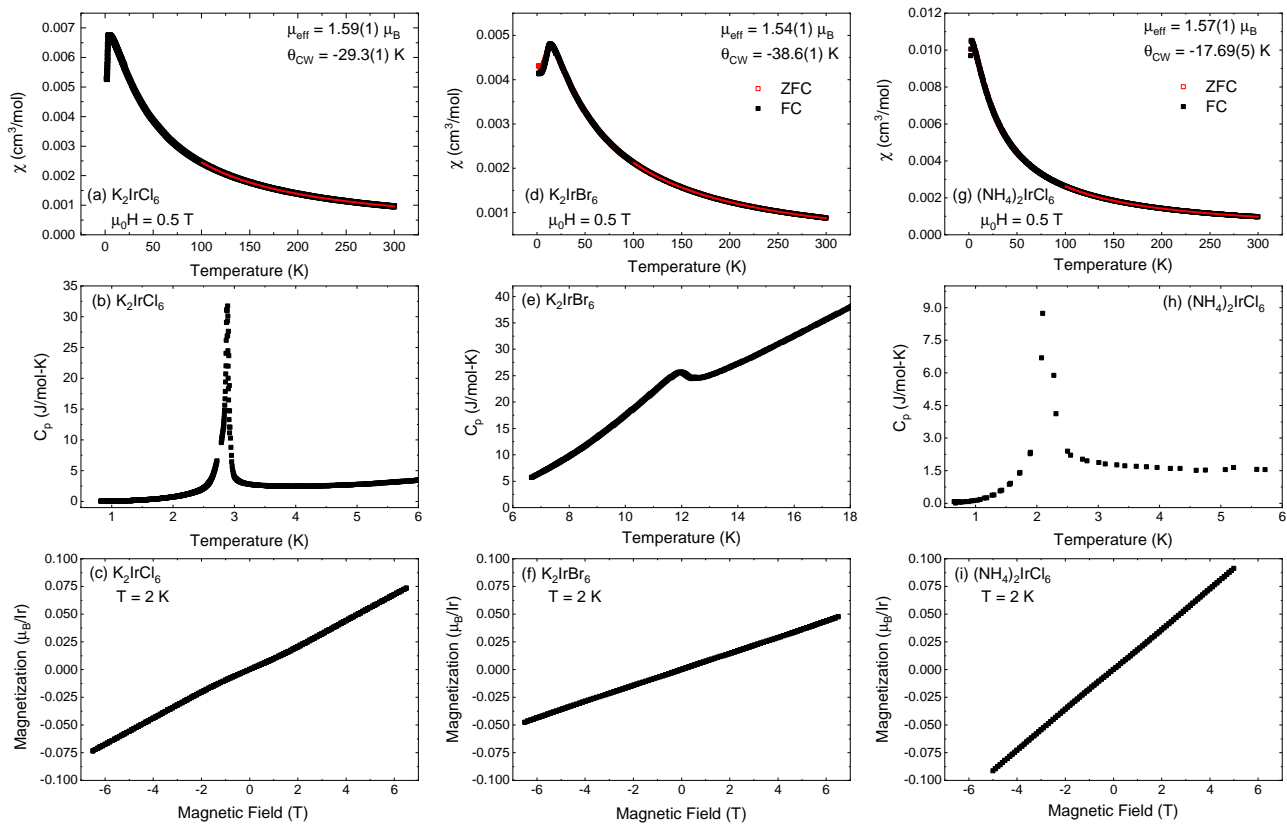 0.007
0.006
0.005
0.004
0.003
0.002
0.001
0.000
χ (cm³/mol)
μeff = 1.59(1) μB
θCW = -29.3(1) K
(a) K₂IrCl₆
μ₀H = 0.5 T
0 50 100 150 200 250 300
Temperature (K)
0.005
0.004
0.003
0.002
0.001
χ (cm³/mol)
μeff = 1.54(1) μB
θCW = -38.6(1) K
ZFC
FC
(d) K₂IrBr₆
μ₀H = 0.5 T
0 50 100 150 200 250 300
Temperature (K)
0.012
0.010
0.008
0.006
0.004
0.002
0.000
χ (cm³/mol)
μeff = 1.57(1) μB
θCW = -17.69(5) K
ZFC
FC
(g) (NH₄)₂IrCl₆
μ₀H = 0.5 T
0 50 100 150 200 250 300
Temperature (K)
35
30
25
20
15
10
5
0
Cp (J/mol-K)
(b) K₂IrCl₆
1 2 3 4 5 6
Temperature (K)
40
35
30
25
20
15
10
5
0
Cp (J/mol-K)
(e) K₂IrBr₆
6 8 10 12 14 16 18
Temperature (K)
9.0
7.5
6.0
4.5
3.0
1.5
0.0
Cp (J/mol-K)
(h) (NH₄)₂IrCl₆
1 2 3 4 5 6
Temperature (K)
0.100
0.075
0.050
0.025
0.000
-0.025
-0.050
-0.075
-0.100
Magnetization (μB/Ir)
(c) K₂IrCl₆
T = 2 K
-6 -4 -2 0 2 4 6
Magnetic Field (T)
0.100
0.075
0.050
0.025
0.000
-0.025
-0.050
-0.075
-0.100
Magnetization (μB/Ir)
(f) K₂IrBr₆
T = 2 K
-6 -4 -2 0 2 4 6
Magnetic Field (T)
0.100
0.075
0.050
0.025
0.000
-0.025
-0.050
-0.075
-0.100
Magnetization (μB/Ir)
(i) (NH₄)₂IrCl₆
T = 2 K
-6 -4 -2 0 2 4 6
Magnetic Field (T)